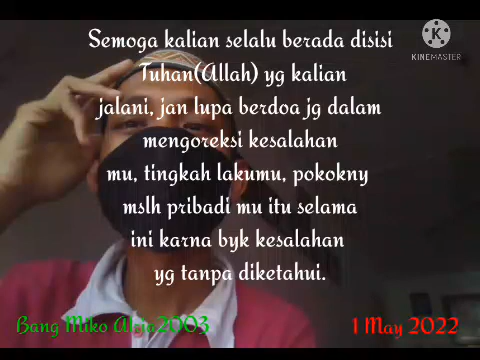 Semoga kalian selalu berada disisi
Tuhan(Allah) yg kalian
jalani, jan lupa berdoa jg dalam
mengoreksi kesalahan
mu, tingkah lakumu, pokokny
mslh pribadi mu itu selama
ini karna byk kesalahan
yg tanpa diketahui.
Bang Miko 2003
1 May 2022
KINEMASTER